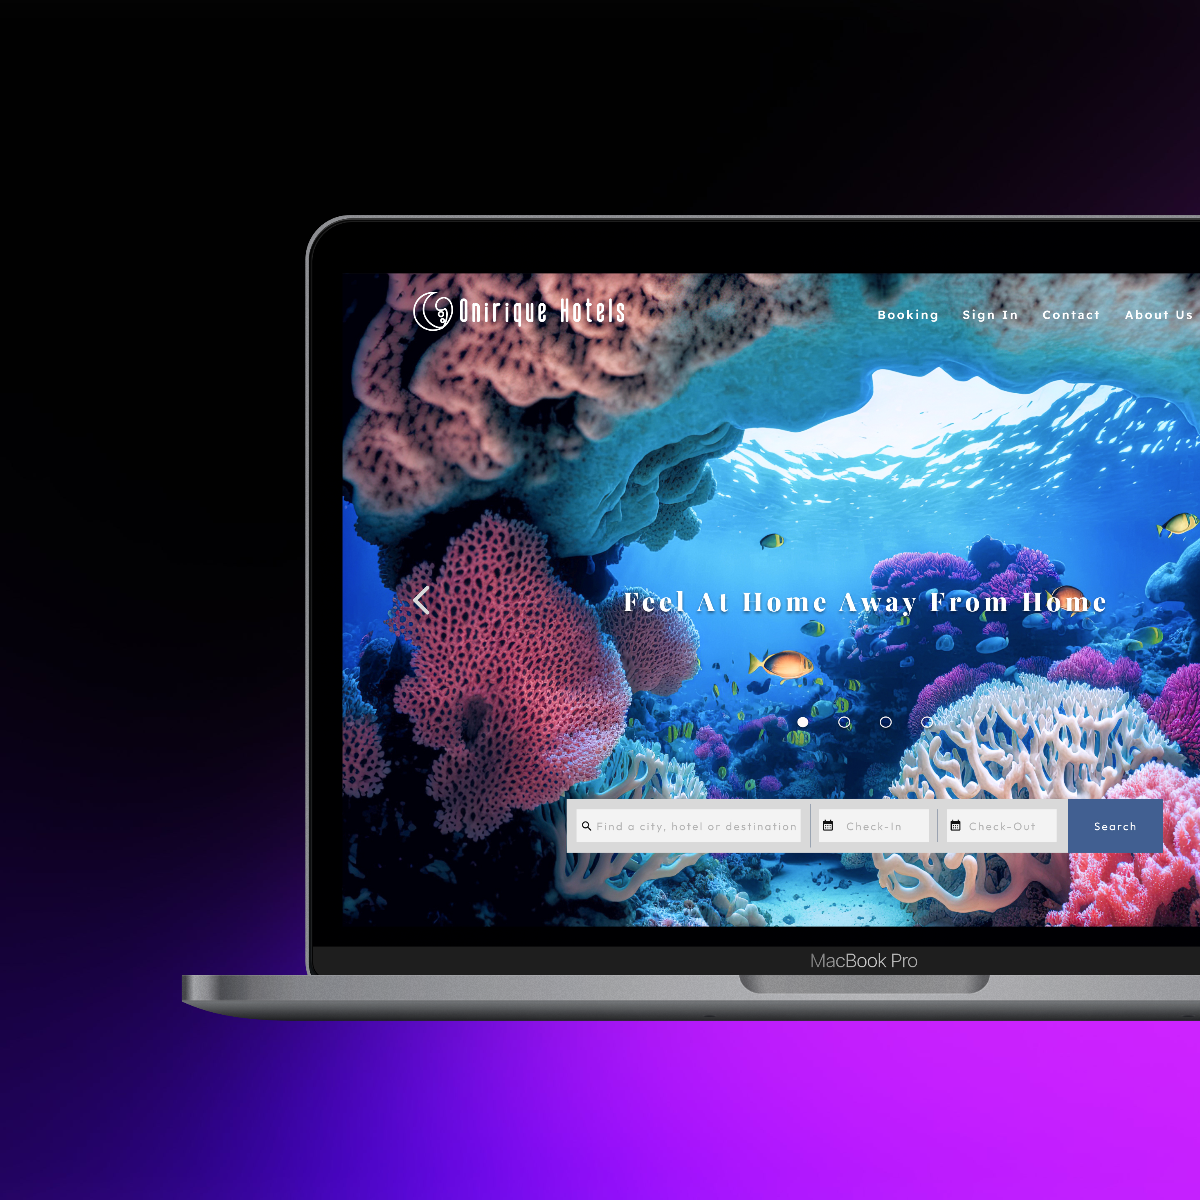 Onirique Hotels
Booking Sign In Contact About Us
Feel At Home Away From Home
Find a city, hotel or destination Check-In Check-Out Search
MacBook Pro